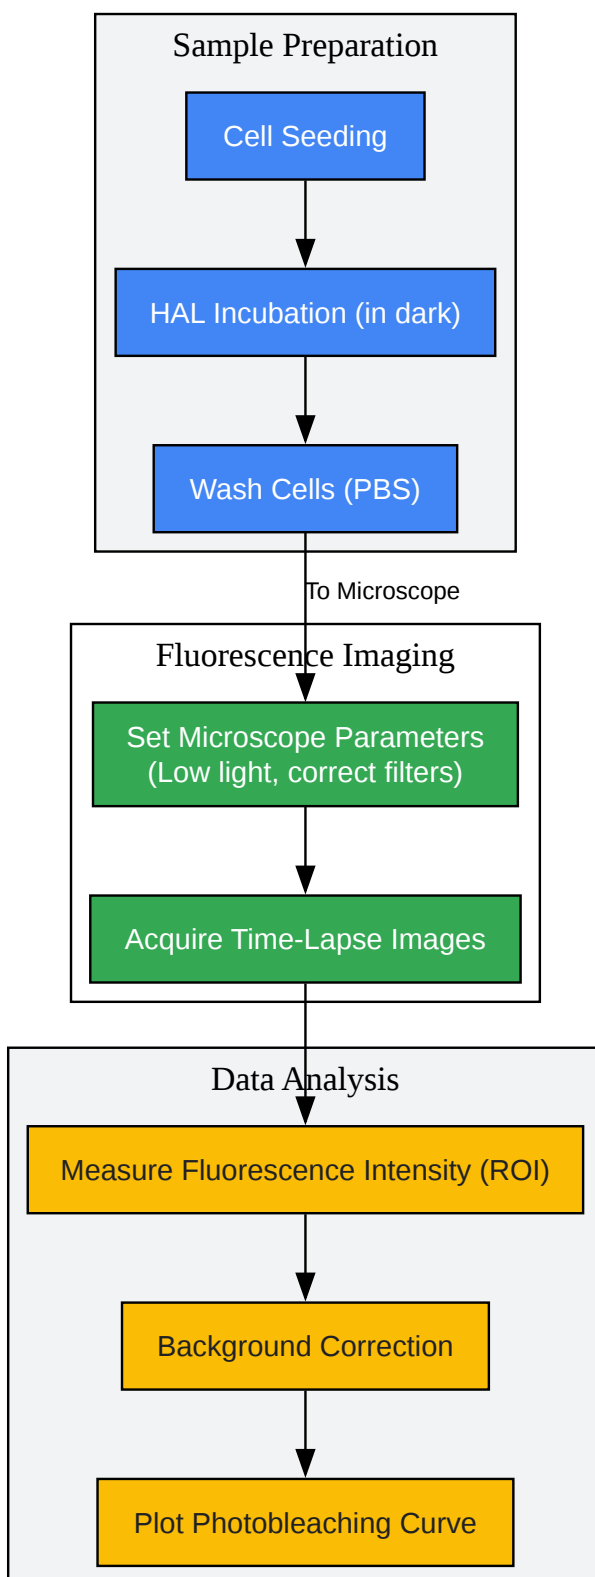 Sample Preparation
Cell Seeding
HAL Incubation (in dark)
Wash Cells (PBS)
To Microscope
Fluorescence Imaging
Set Microscope Parameters
(Low light, correct filters)
Acquire Time-Lapse Images
Data Analysis
Measure Fluorescence Intensity (ROI)
Background Correction
Plot Photobleaching Curve